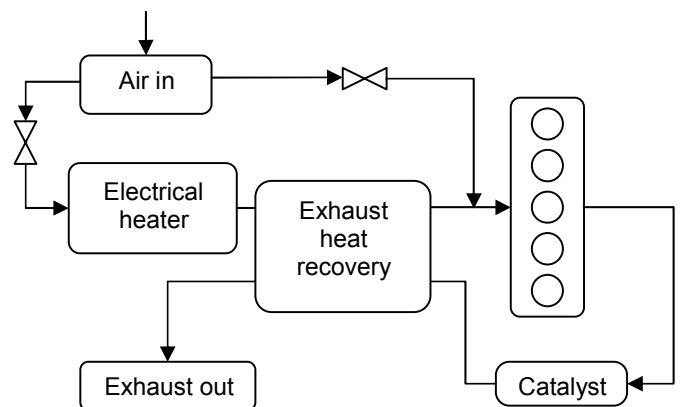 Air in
Electrical
heater
Exhaust
heat
recovery
Exhaust out
Catalyst